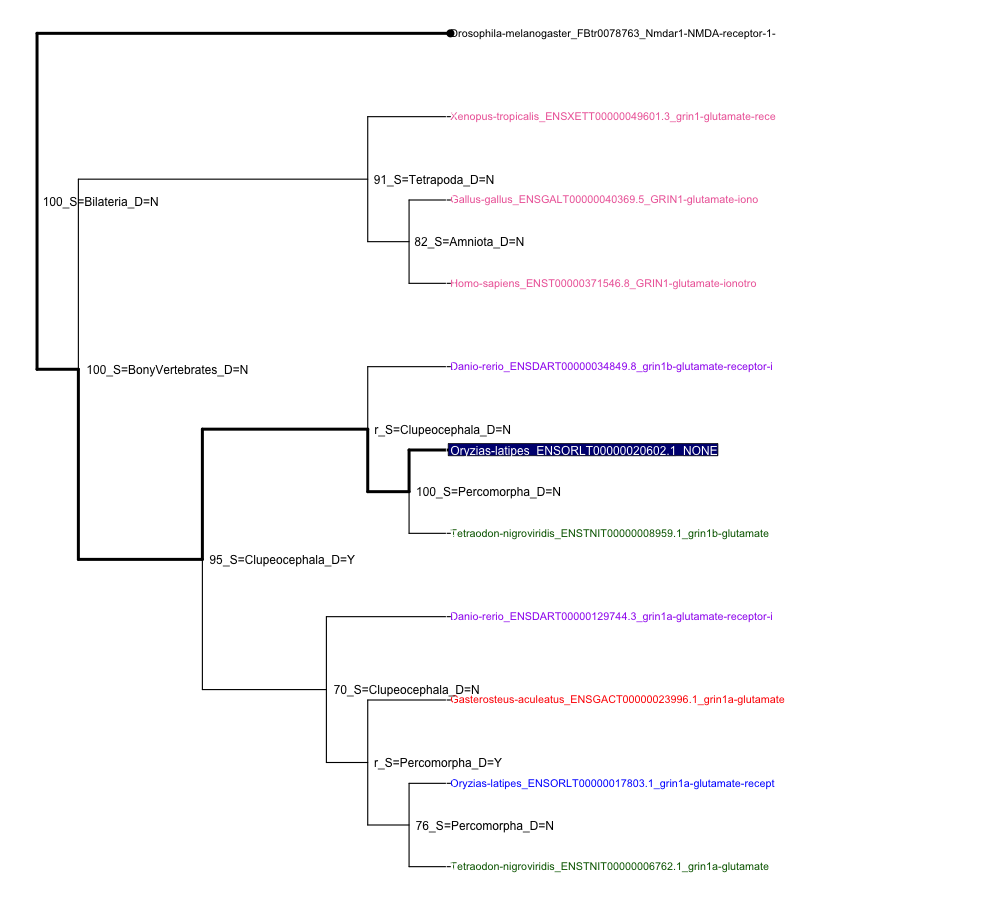 Drosophila-melanogaster_FBtr0078763_Nmdar1-NMDA-receptor-1-
Xenopus-tropicalis_ENSXETT00000049601.3_grin1-glutamate-rece
91_S=Tetrapoda_D=N
Gallus-gallus_ENSGALT00000040369.5_GRIN1-glutamate-iono
100_S=Bilateria_D=N
82_S=Amniota_D=N
Homo-sapiens_ENST00000371546.8_GRIN1-glutamate-ionotro
Danio-rerio_ENSDART00000034849.8_grin1b-glutamate-receptor-i
100_S=BonyVertebrates_D=N
r_S=Clupeocephala_D=N
Oryzias-latipes_ENSORLT00000020602.1_NONE
100_S=Percomorpha_D=N
Tetraodon-nigroviridis_ENSTNIT00000008959.1_grin1b-glutamate
95_S=Clupeocephala_D=Y
Danio-rerio_ENSDART00000129744.3_grin1a-glutamate-receptor-i
70_S=Clupeocephala_D=N
Gasterosteus-aculeatus_ENSGACT00000023996.1_grin1a-glutamate
r_S=Percomorpha_D=Y
Oryzias-latipes_ENSORLT00000017803.1_grin1a-glutamate-recept
76_S=Percomorpha_D=N
Tetraodon-nigroviridis_ENSTNIT00000006762.1_grin1a-glutamate